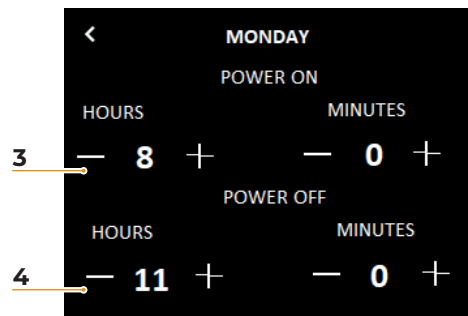 MONDAY
POWER ON
HOURS MINUTES
3 8 0
POWER OFF
HOURS MINUTES
4 11 0